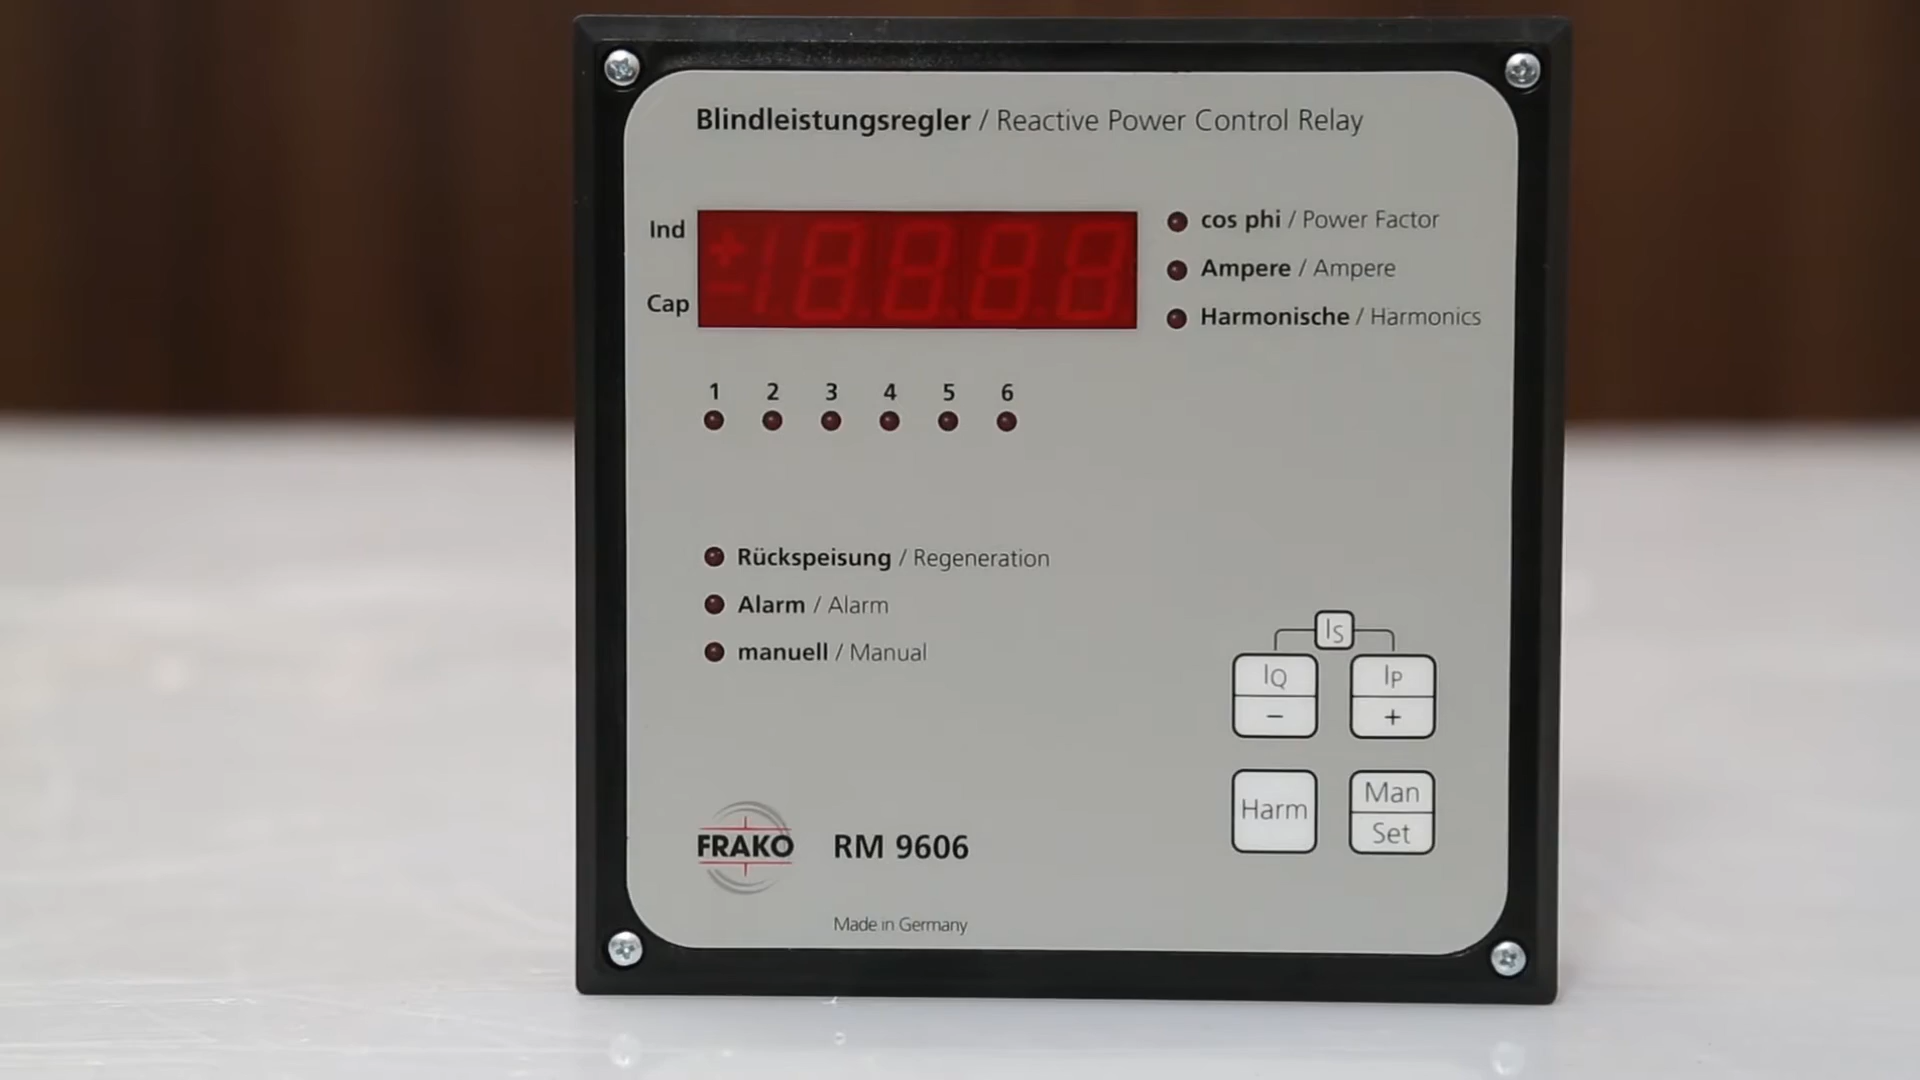 Blindleistungsregler / Reactive Power Control Relay
Ind
Cap
+
-18888
cos phi / Power Factor
Ampere / Ampere
Harmonische / Harmonics
1 2 3 4 5 6
Rückspeisung / Regeneration
Alarm / Alarm
manuell / Manual
IS
IQ IP
− +
Harm
Man
Set
FRAKO RM 9606
Made in Germany